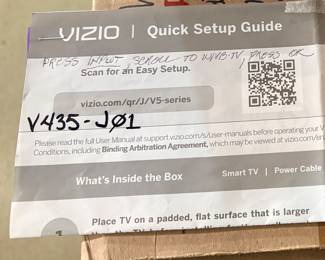 VIZIO | Quick Setup Guide
PRESS INPUT, SCROLL TO WAVE-TV, PRESS OK
Scan for an Easy Setup.
vizio.com/qr/J/V5-series
V435-J01
Please read the full User Manual at support.vizio.com/s/user-manuals before operating your V
Conditions, including Binding Arbitration Agreement, which may be viewed at vizio.com/en
What's Inside the Box Smart TV | Power Cable
Place TV on a padded, flat surface that is larger